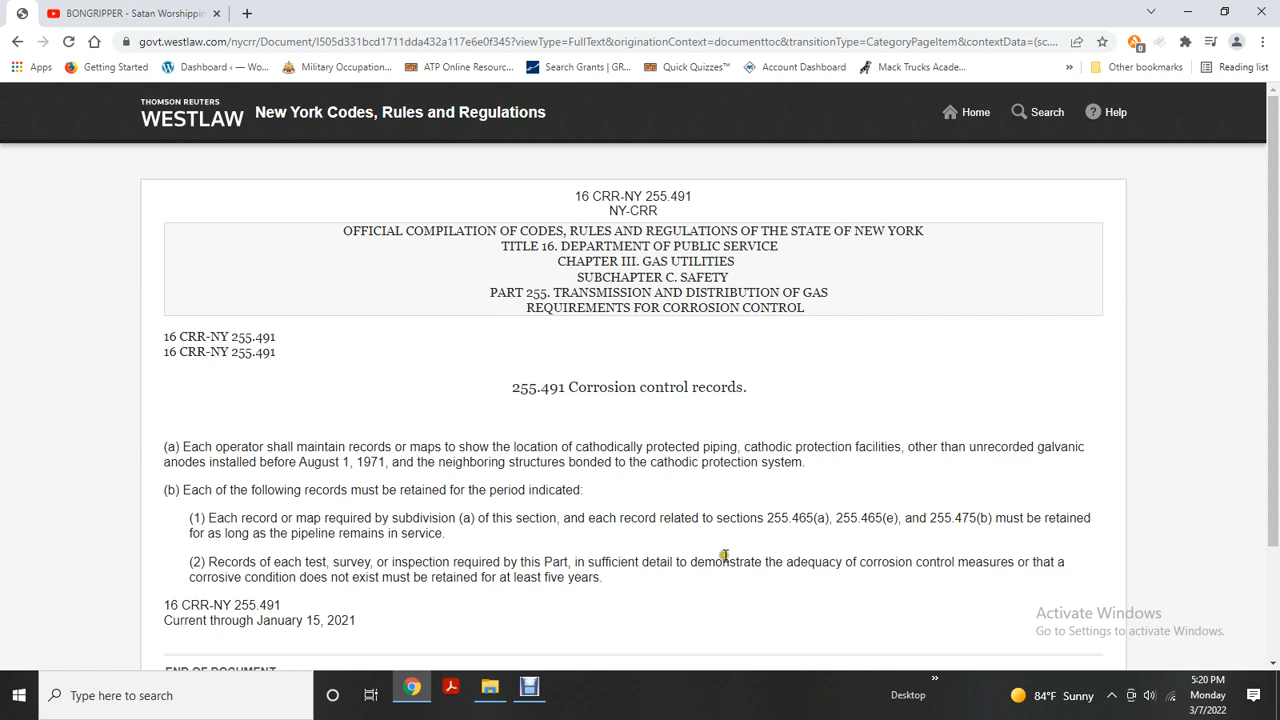 BONGRIPPER - Satan Worshippin
govt.westlaw.com/nycrr/Document/I505d331bcd1711dda432a117e6e0f345?viewType=FullText&originationContext=documenttoc&transitionType=CategoryPageItem&contextData=(sc...
0
Apps
Getting Started
Dashboard ‹ — Wo...
Military Occupation...
ATP Online Resourc...
Search Grants | GR...
Quick Quizzes™
Account Dashboard
Mack Trucks Acade...
»
Other bookmarks
Reading list
THOMSON REUTERS
WESTLAW
New York Codes, Rules and Regulations
Home
Search
Help
16 CRR-NY 255.491
NY-CRR
OFFICIAL COMPILATION OF CODES, RULES AND REGULATIONS OF THE STATE OF NEW YORK
TITLE 16. DEPARTMENT OF PUBLIC SERVICE
CHAPTER III. GAS UTILITIES
SUBCHAPTER C. SAFETY
PART 255. TRANSMISSION AND DISTRIBUTION OF GAS
REQUIREMENTS FOR CORROSION CONTROL
16 CRR-NY 255.491
16 CRR-NY 255.491
255.491 Corrosion control records.
(a) Each operator shall maintain records or maps to show the location of cathodically protected piping, cathodic protection facilities, other than unrecorded galvanic
anodes installed before August 1, 1971, and the neighboring structures bonded to the cathodic protection system.
(b) Each of the following records must be retained for the period indicated:
(1) Each record or map required by subdivision (a) of this section, and each record related to sections 255.465(a), 255.465(e), and 255.475(b) must be retained
for as long as the pipeline remains in service.
(2) Records of each test, survey, or inspection required by this Part, in sufficient detail to demonstrate the adequacy of corrosion control measures or that a
corrosive condition does not exist must be retained for at least five years.
16 CRR-NY 255.491
Current through January 15, 2021
END OF DOCUMENT
Activate Windows
Go to Settings to activate Windows.
Type here to search
Desktop
»
84°F Sunny
5:20 PM
Monday
3/7/2022